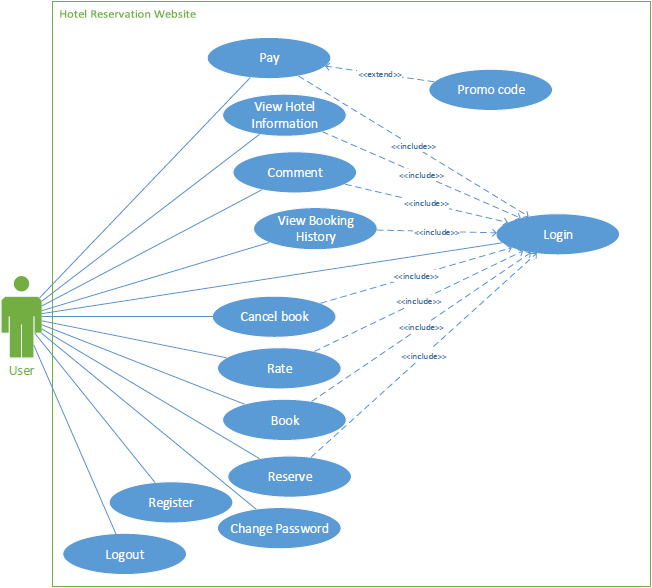 Hotel Reservation Website
Pay
<<extend>>
Promo code
View Hotel
Information
<<include>>
Comment
<<include>>
<<include>>
View Booking
History
<<include>>
Login
<<include>>
Cancel book
<<include>>
User
Rate
<<include>>
<<include>>
Book
Reserve
Register
Change Password
Logout